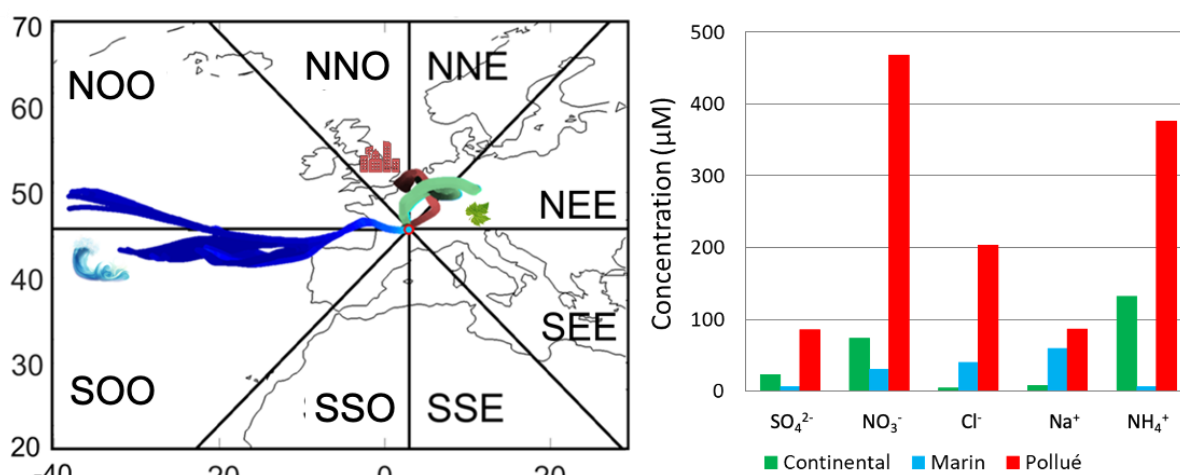 70
60
50
40
30
20
-40
0
20
NOO
NNO
NNE
NEE
SEE
SOO
SSO
SSE
Concentration (µM)
500
400
300
200
100
0
SO₄²⁻
NO₃⁻
Cl⁻
Na⁺
NH₄⁺
Continental
Marin
Pollué